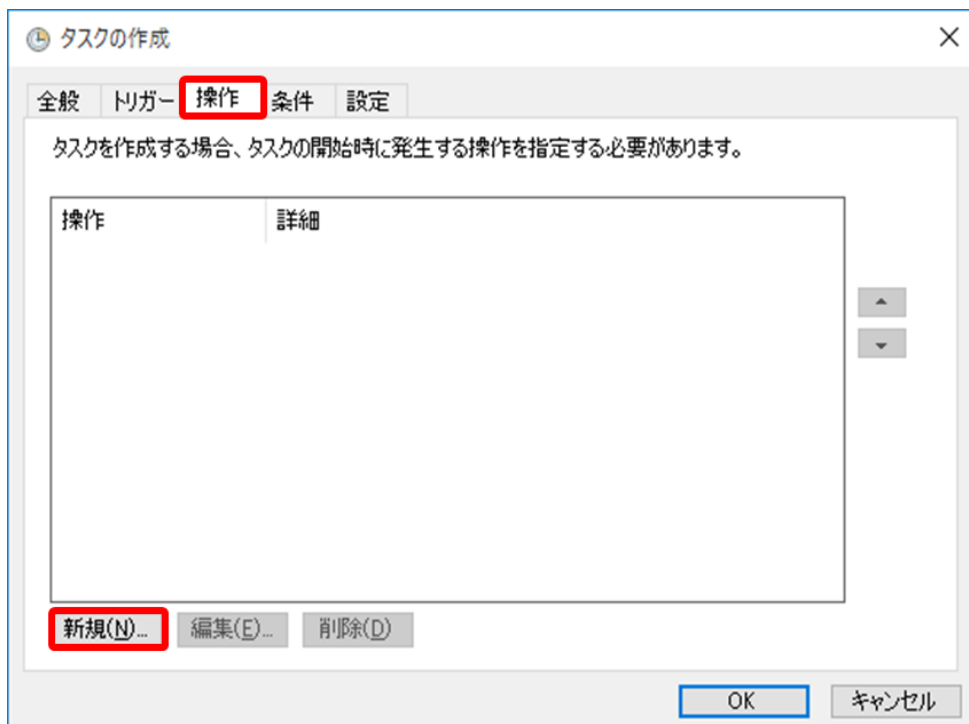 タスクの作成
全般 トリガー 操作 条件 設定
タスクを作成する場合、タスクの開始時に発生する操作を指定する必要があります。
操作 詳細
新規(N)... 編集(E)... 削除(D)
OK キャンセル